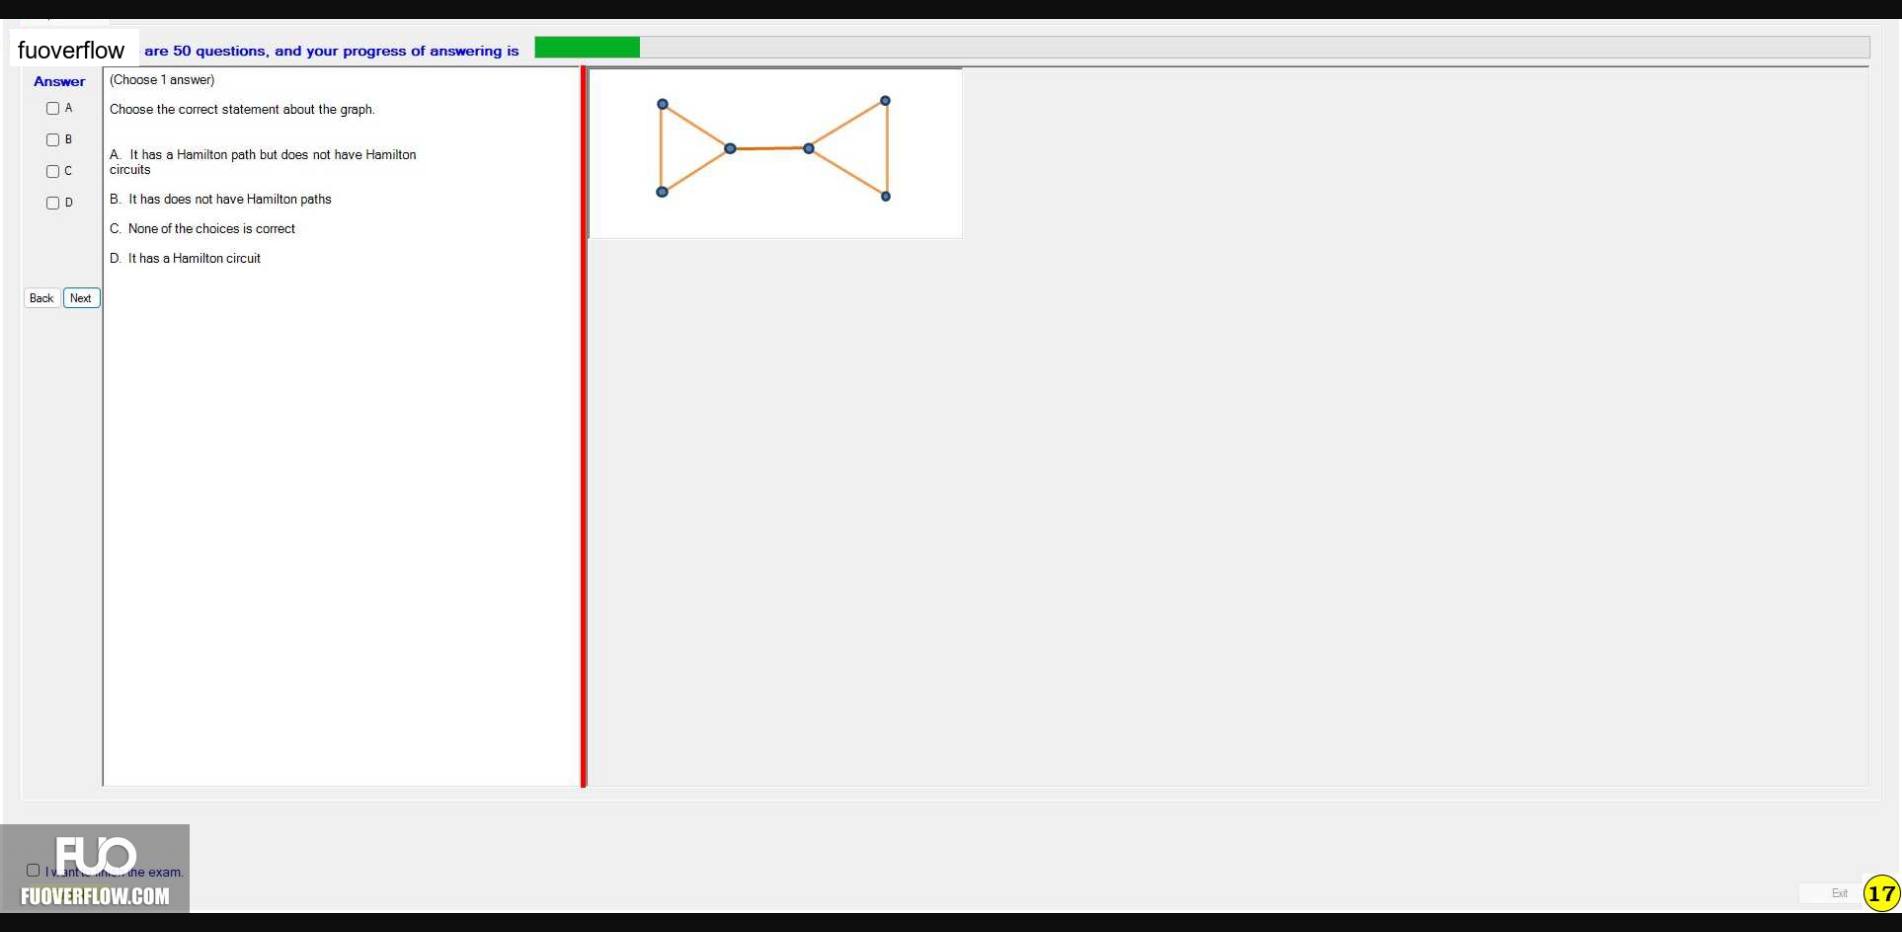 fuoverflow are 50 questions, and your progress of answering is
Answer
A
B
C
D
Back Next
(Choose 1 answer)
Choose the correct statement about the graph.
A. It has a Hamilton path but does not have Hamilton
circuits
B. It has does not have Hamilton paths
C. None of the choices is correct
D. It has a Hamilton circuit
FUO
I want to finish the exam.
FUOVERFLOW.COM
Exit 17